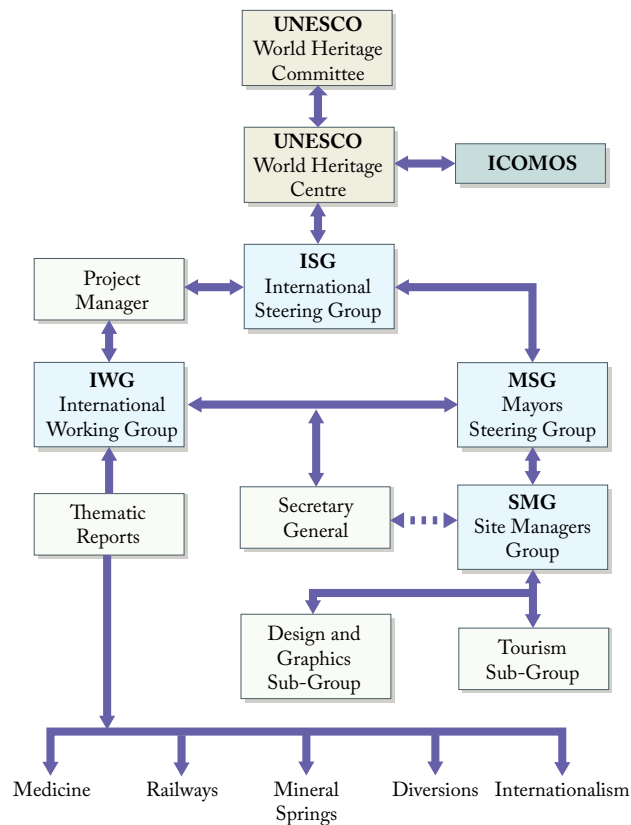 UNESCO
World Heritage
Committee
UNESCO
World Heritage
Centre
ICOMOS
ISG
International
Steering Group
Project
Manager
IWG
International
Working Group
MSG
Mayors
Steering Group
Thematic
Reports
Secretary
General
SMG
Site Managers
Group
Design and
Graphics
Sub-Group
Tourism
Sub-Group
Medicine
Railways
Mineral
Springs
Diversions
Internationalism